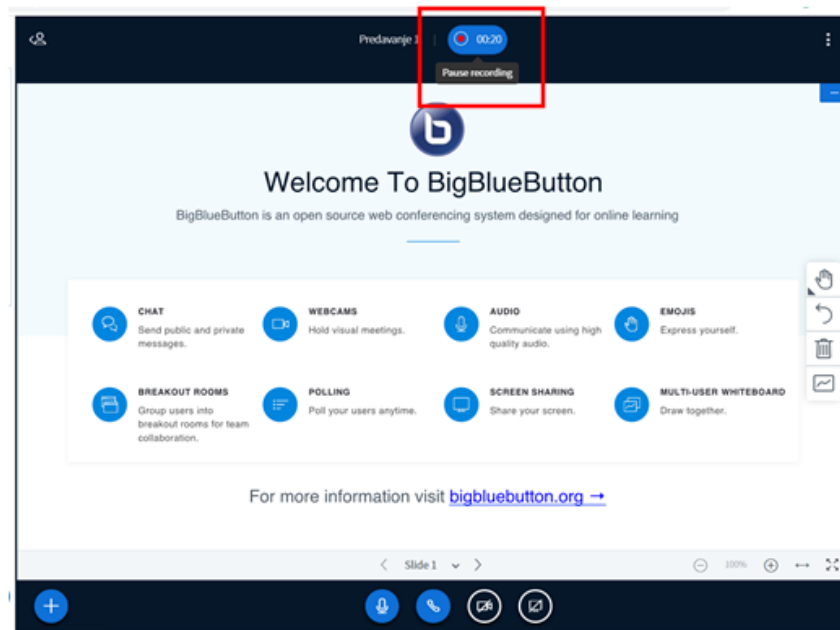 Predavanje 1
00:20
Pause recording
Welcome To BigBlueButton
BigBlueButton is an open source web conferencing system designed for online learning
CHAT
Send public and private
messages.
WEBCAMS
Hold visual meetings.
AUDIO
Communicate using high
quality audio.
EMOJIS
Express yourself.
BREAKOUT ROOMS
Group users into
breakout rooms for team
collaboration.
POLLING
Poll your users anytime.
SCREEN SHARING
Share your screen.
MULTI-USER WHITEBOARD
Draw together.
For more information visit bigbluebutton.org →
Slide 1
100%